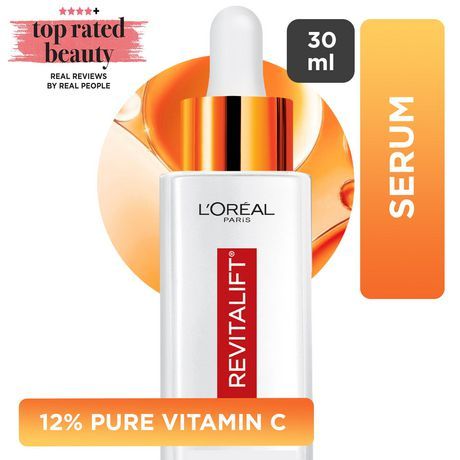 ★★★★+
top rated
beauty
REAL REVIEWS
BY REAL PEOPLE
30
ml
SERUM
L'ORÉAL
PARIS
REVITALIFT®
12% PURE VITAMIN C